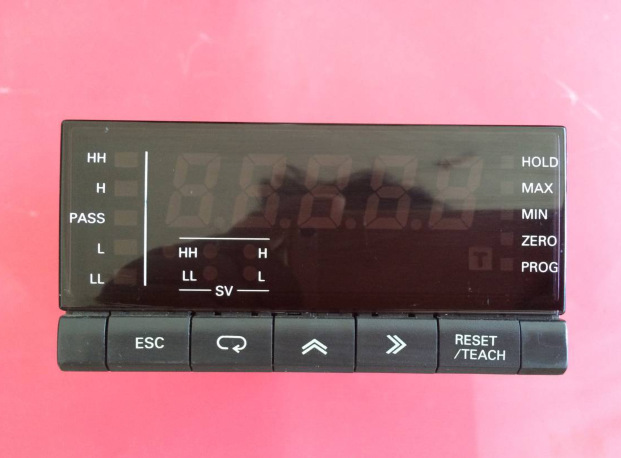 HH
H
PASS
L
LL
HH H
LL L
SV
HOLD
MAX
MIN
ZERO
PROG
T
ESC
RESET
/TEACH